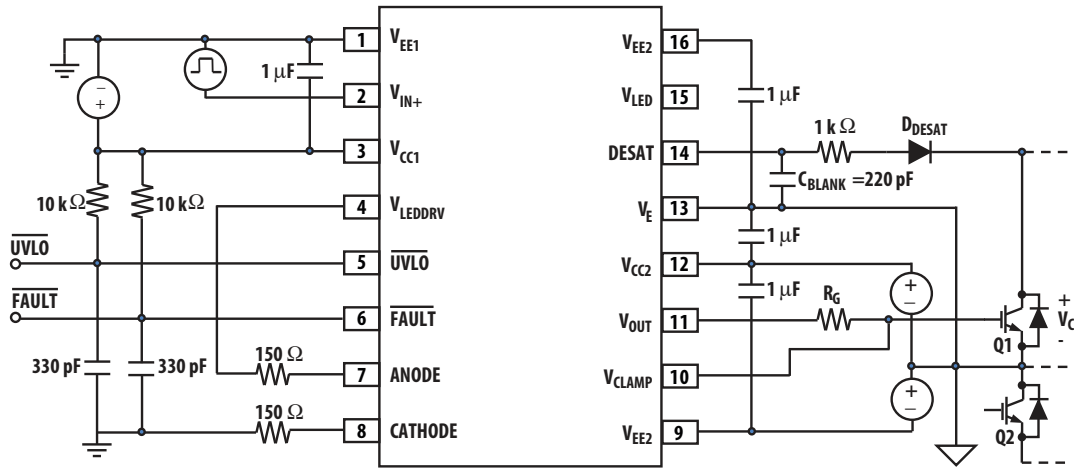 1 V_EE1
2 V_IN+
3 V_CC1
4 V_LEDDRV
5 UVLO
6 FAULT
7 ANODE
8 CATHODE
V_EE2 16
V_LED 15
DESAT 14
V_E 13
V_CC2 12
V_OUT 11
V_CLAMP 10
V_EE2 9
1 μF
- +
10 kΩ
10 kΩ
UVLO
FAULT
330 pF
330 pF
150 Ω
150 Ω
1 μF
1 kΩ
D_DESAT
C_BLANK =220 pF
1 μF
1 μF
R_G
+ -
+ -
Q1
+
V_C
-
Q2